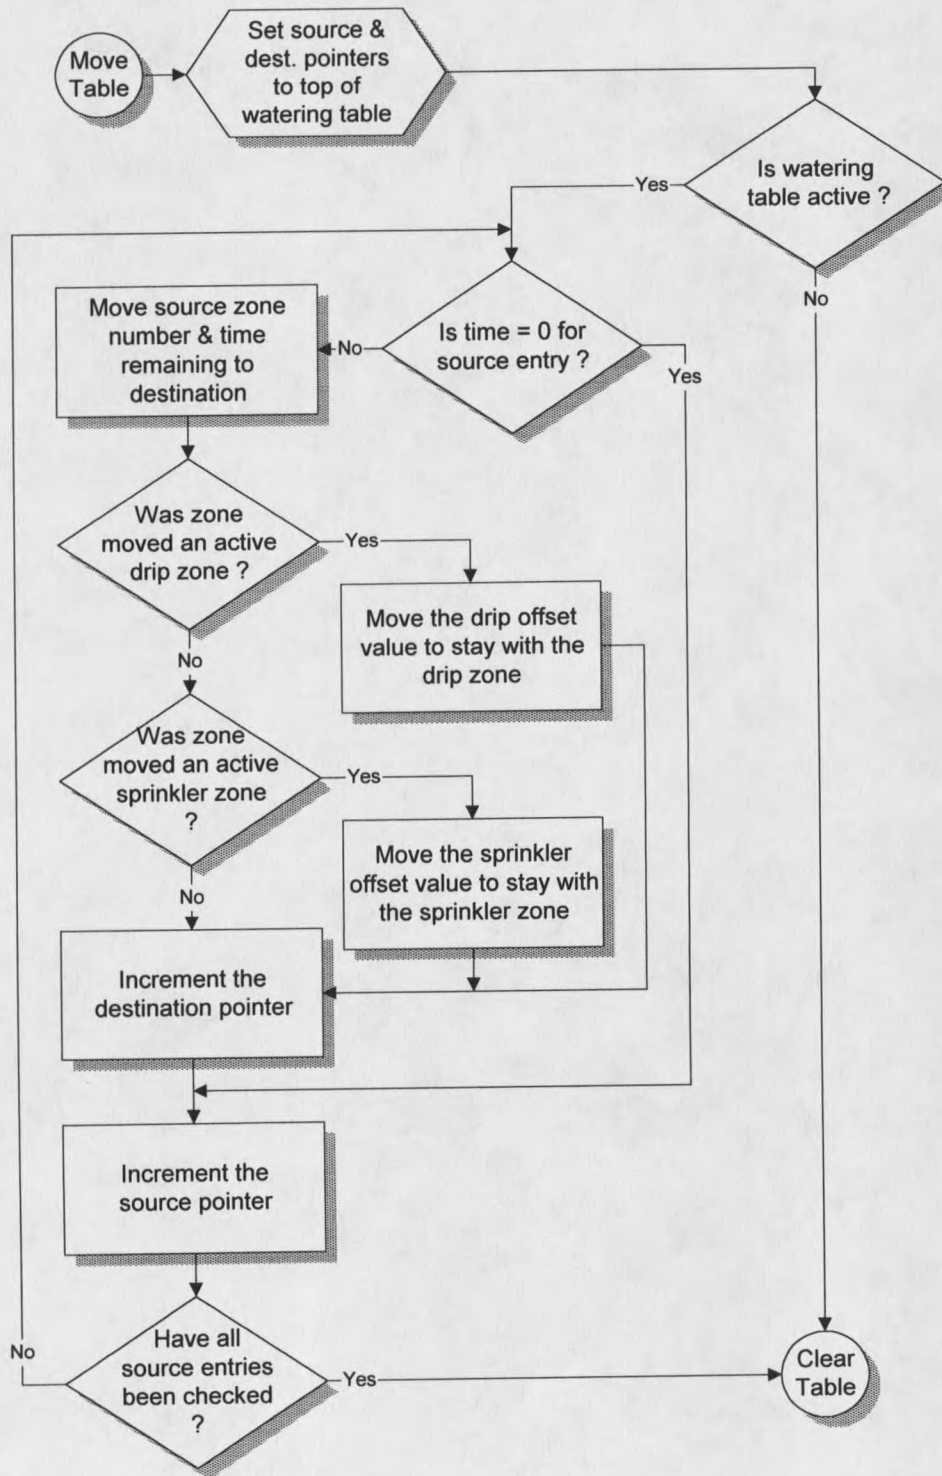 Move
Table
Set source &
dest. pointers
to top of
watering table
Is watering
table active ?
Yes
No
Is time = 0 for
source entry ?
No
Yes
Move source zone
number & time
remaining to
destination
Was zone
moved an active
drip zone ?
Yes
No
Move the drip offset
value to stay with the
drip zone
Was zone
moved an active
sprinkler zone
?
Yes
No
Move the sprinkler
offset value to stay with
the sprinkler zone
Increment the
destination pointer
Increment the
source pointer
Have all
source entries
been checked
?
No
Yes
Clear
Table